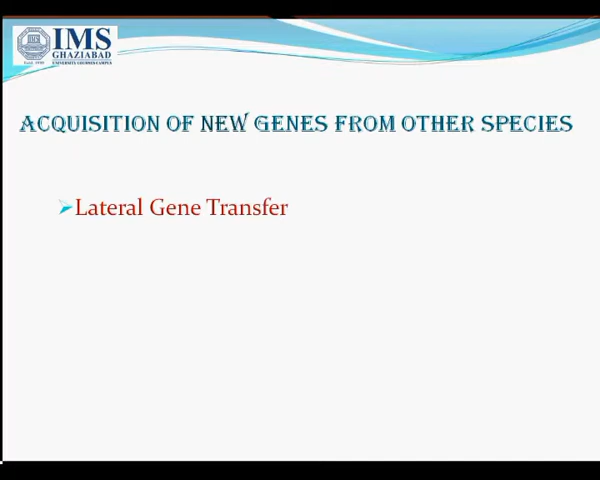 IMS
GHAZIABAD
UNIVERSITY COURSES CAMPUS
ACQUISITION OF NEW GENES FROM OTHER SPECIES
Lateral Gene Transfer